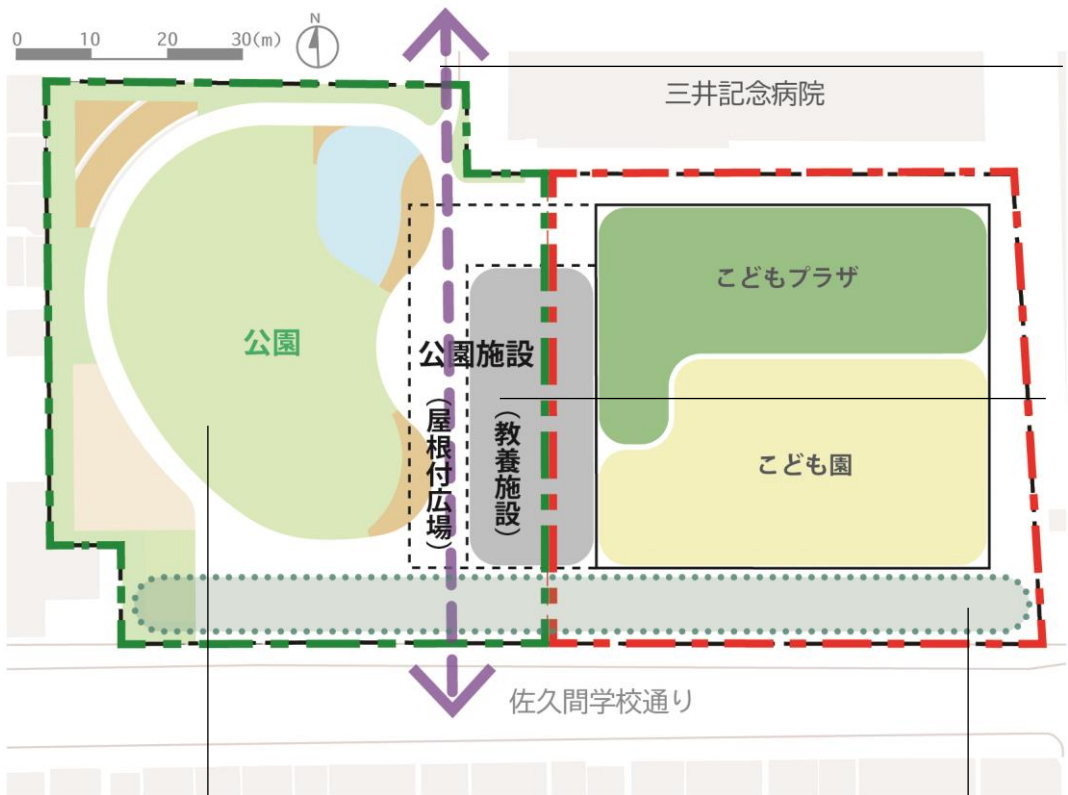 0 10 20 30(m)
N
三井記念病院
こどもプラザ
公園
公園施設
(屋根付広場)
(教養施設)
こども園
佐久間学校通り